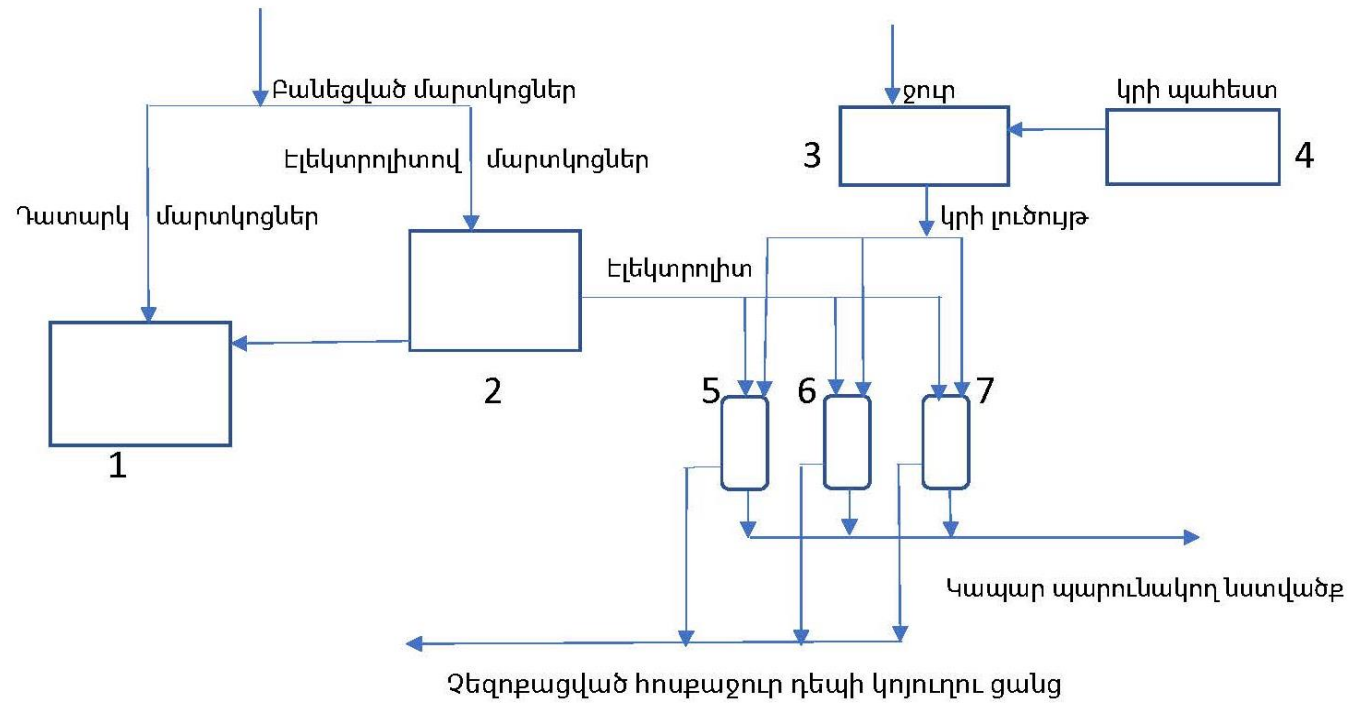 Բանեցված մարտկոցներ
ջուր
կրի պահեստ
3
4
Էլեկտրոլիտով մարտկոցներ
Դատարկ մարտկոցներ
կրի լուծույթ
Էլեկտրոլիտ
2
5
6
7
1
Կապար պարունակող նստվածք
Չեզոքացված հոսքաջուր դեպի կոյուղու ցանց